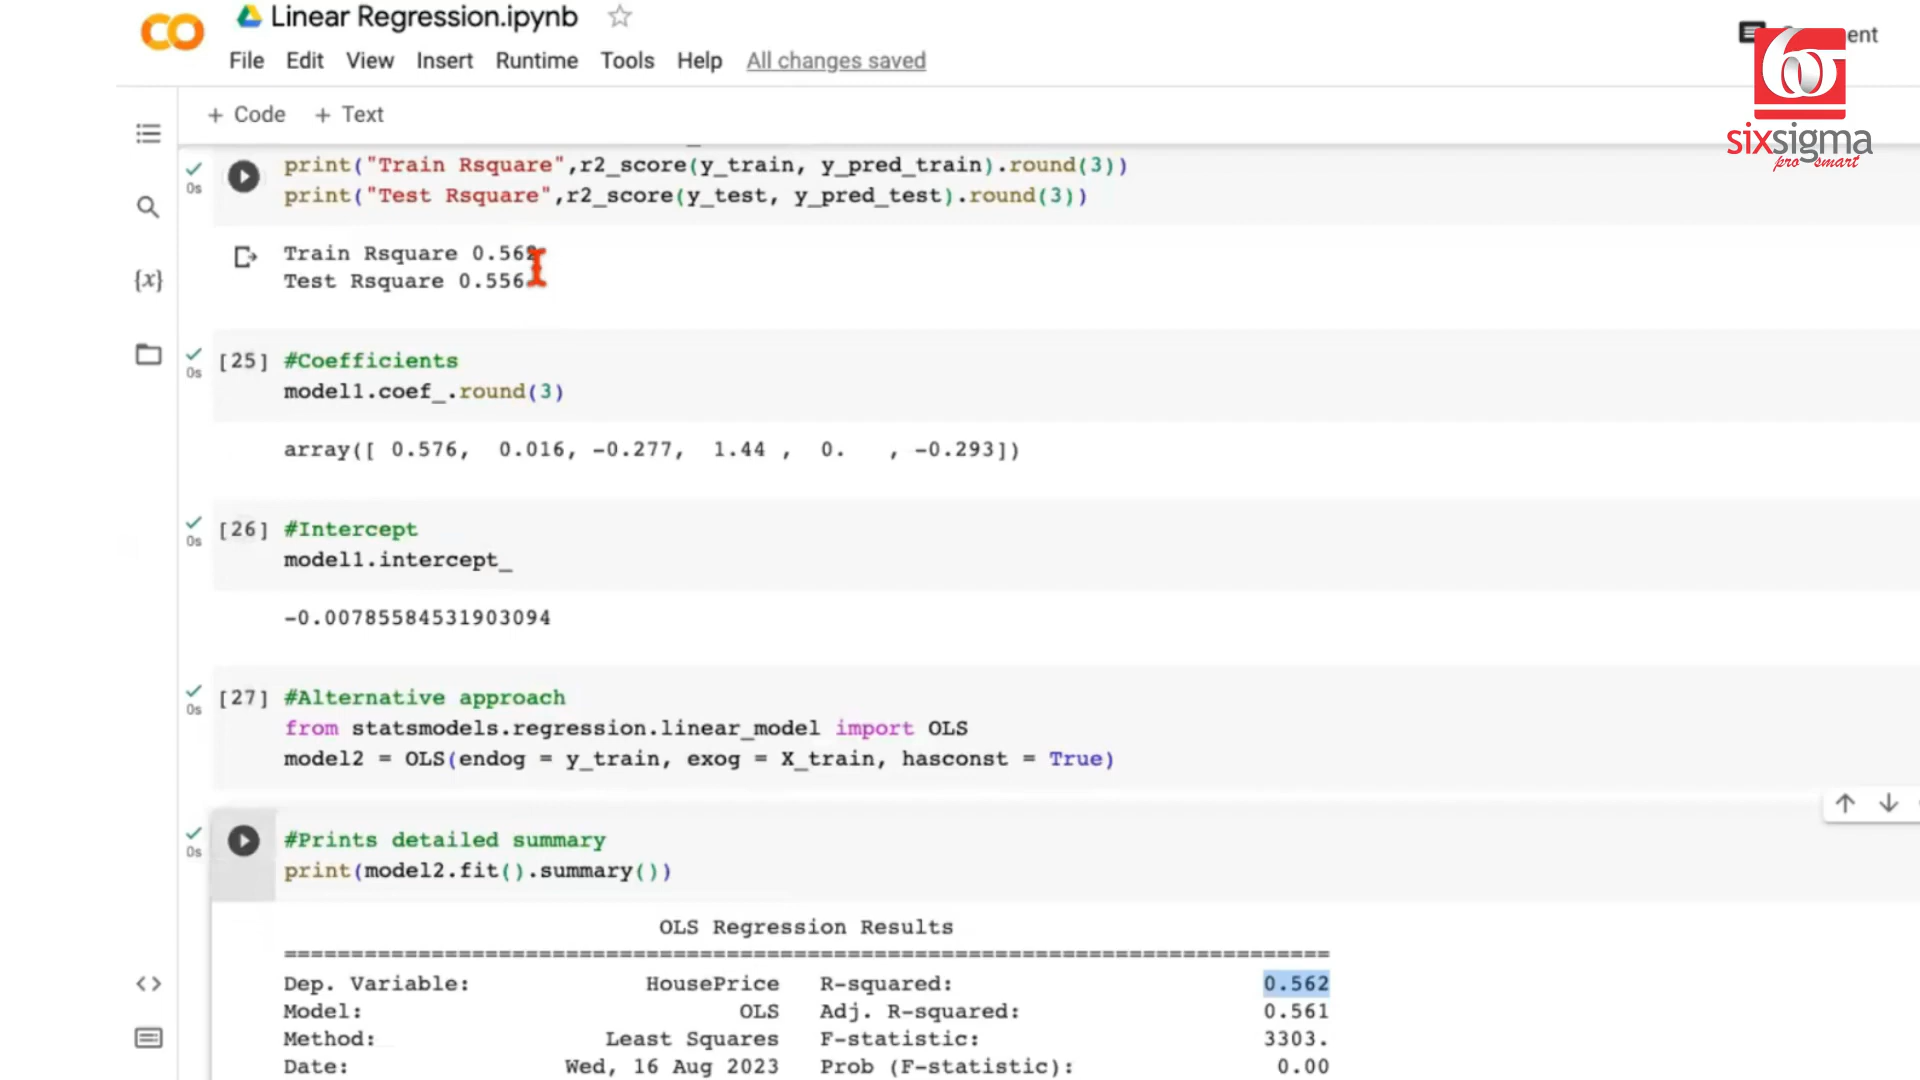 Linear Regression.ipynb
File Edit View Insert Runtime Tools Help All changes saved
sixsigma
pro smart
+ Code + Text
print("Train Rsquare",r2_score(y_train, y_pred_train).round(3))
print("Test Rsquare",r2_score(y_test, y_pred_test).round(3))
0s
Train Rsquare 0.562
Test Rsquare 0.556
{x}
[25] #Coefficients
0s
model1.coef_.round(3)
array([ 0.576, 0.016, -0.277, 1.44 , 0. , -0.293])
[26] #Intercept
0s
model1.intercept_
-0.00785584531903094
[27] #Alternative approach
0s
from statsmodels.regression.linear_model import OLS
model2 = OLS(endog = y_train, exog = X_train, hasconst = True)
#Prints detailed summary
0s
print(model2.fit().summary())
OLS Regression Results
==============================================================================
Dep. Variable: HousePrice R-squared: 0.562
Model: OLS Adj. R-squared: 0.561
Method: Least Squares F-statistic: 3303.
Date: Wed, 16 Aug 2023 Prob (F-statistic): 0.00